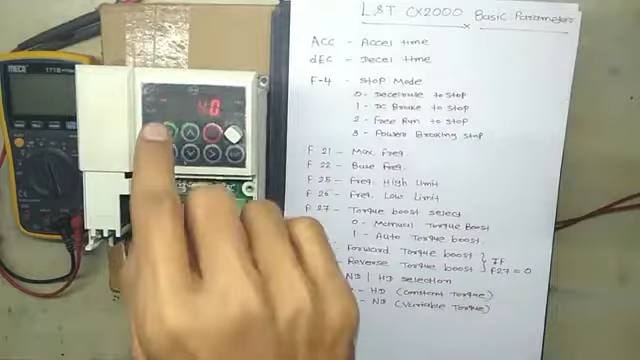 L&T CX2000 Basic Parameters
ACC - Accel time
dEC - Decel time
F-4 - Stop Mode
0 - Decelerate to stop
1 - DC Brake to stop
2 - Free Run to stop
3 - Power Braking stop
F 21 - Max Freq.
F 22 - Base Freq.
F 25 - Freq. High Limit
F 26 - Freq. Low Limit
F 27 - Torque boost select
0 - Manual Torque Boost
1 - Auto Torque boost.
Forward Torque boost } IF
Reverse Torque boost } F27=0
ND | HD selection
- HD (Constant Torque)
- ND (Variable Torque)
MECO